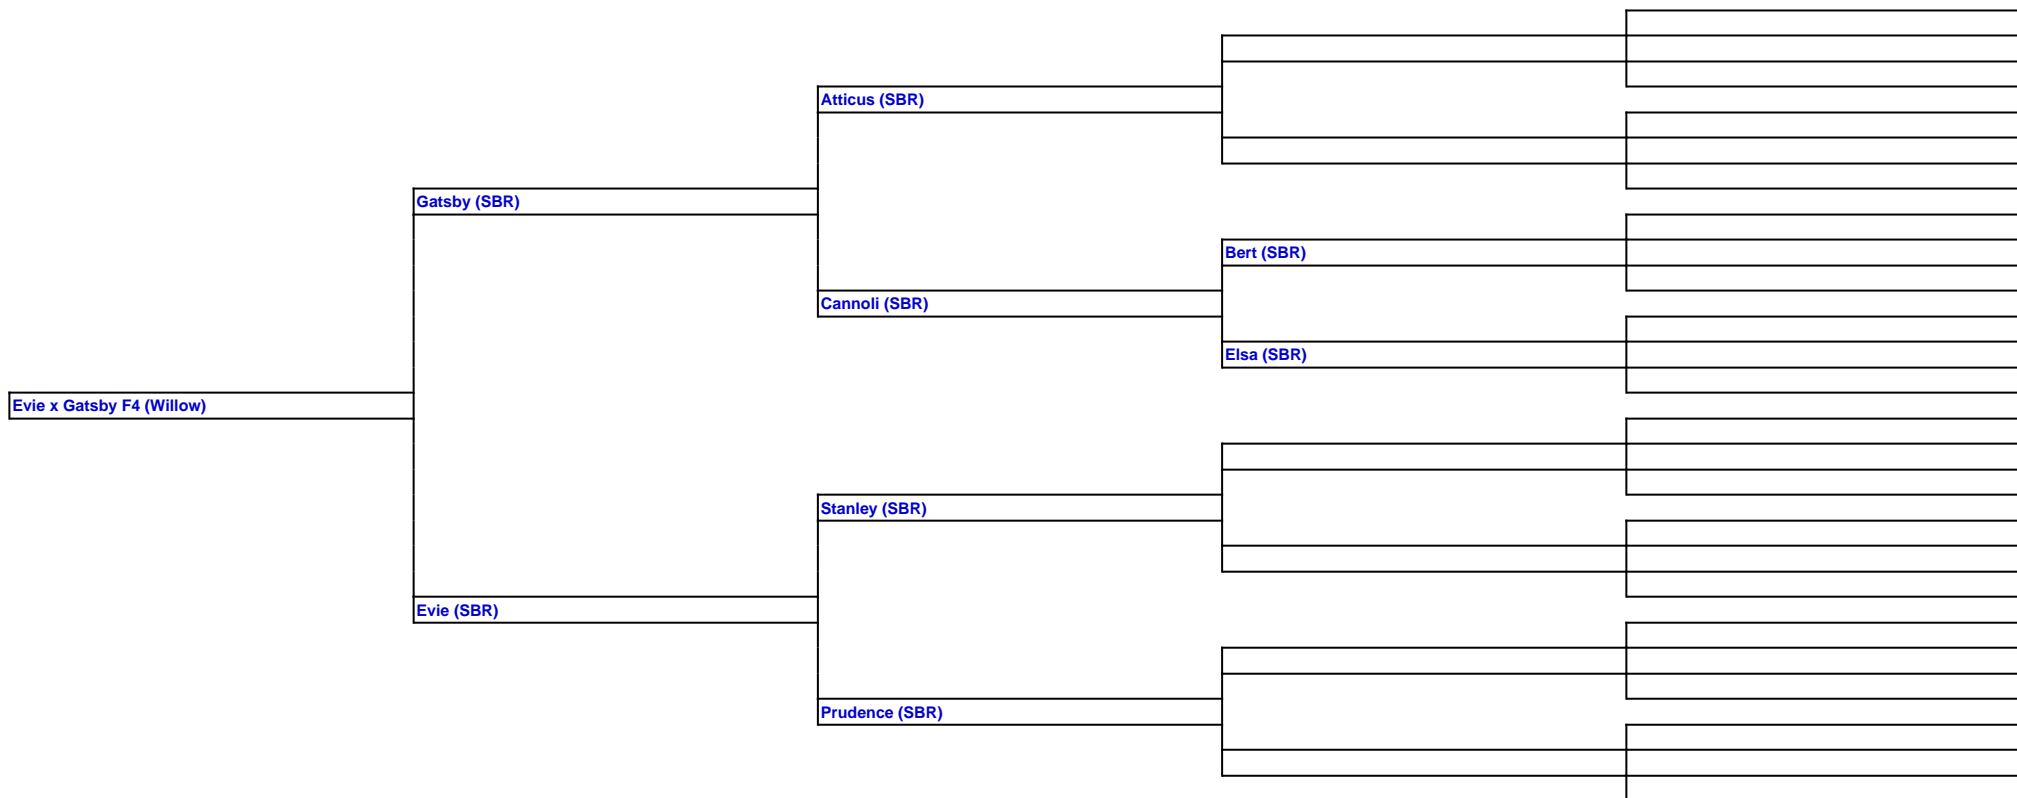 Atticus (SBR)
Gatsby (SBR)
Bert (SBR)
Cannoli (SBR)
Elsa (SBR)
Evie x Gatsby F4 (Willow)
Stanley (SBR)
Evie (SBR)
Prudence (SBR)